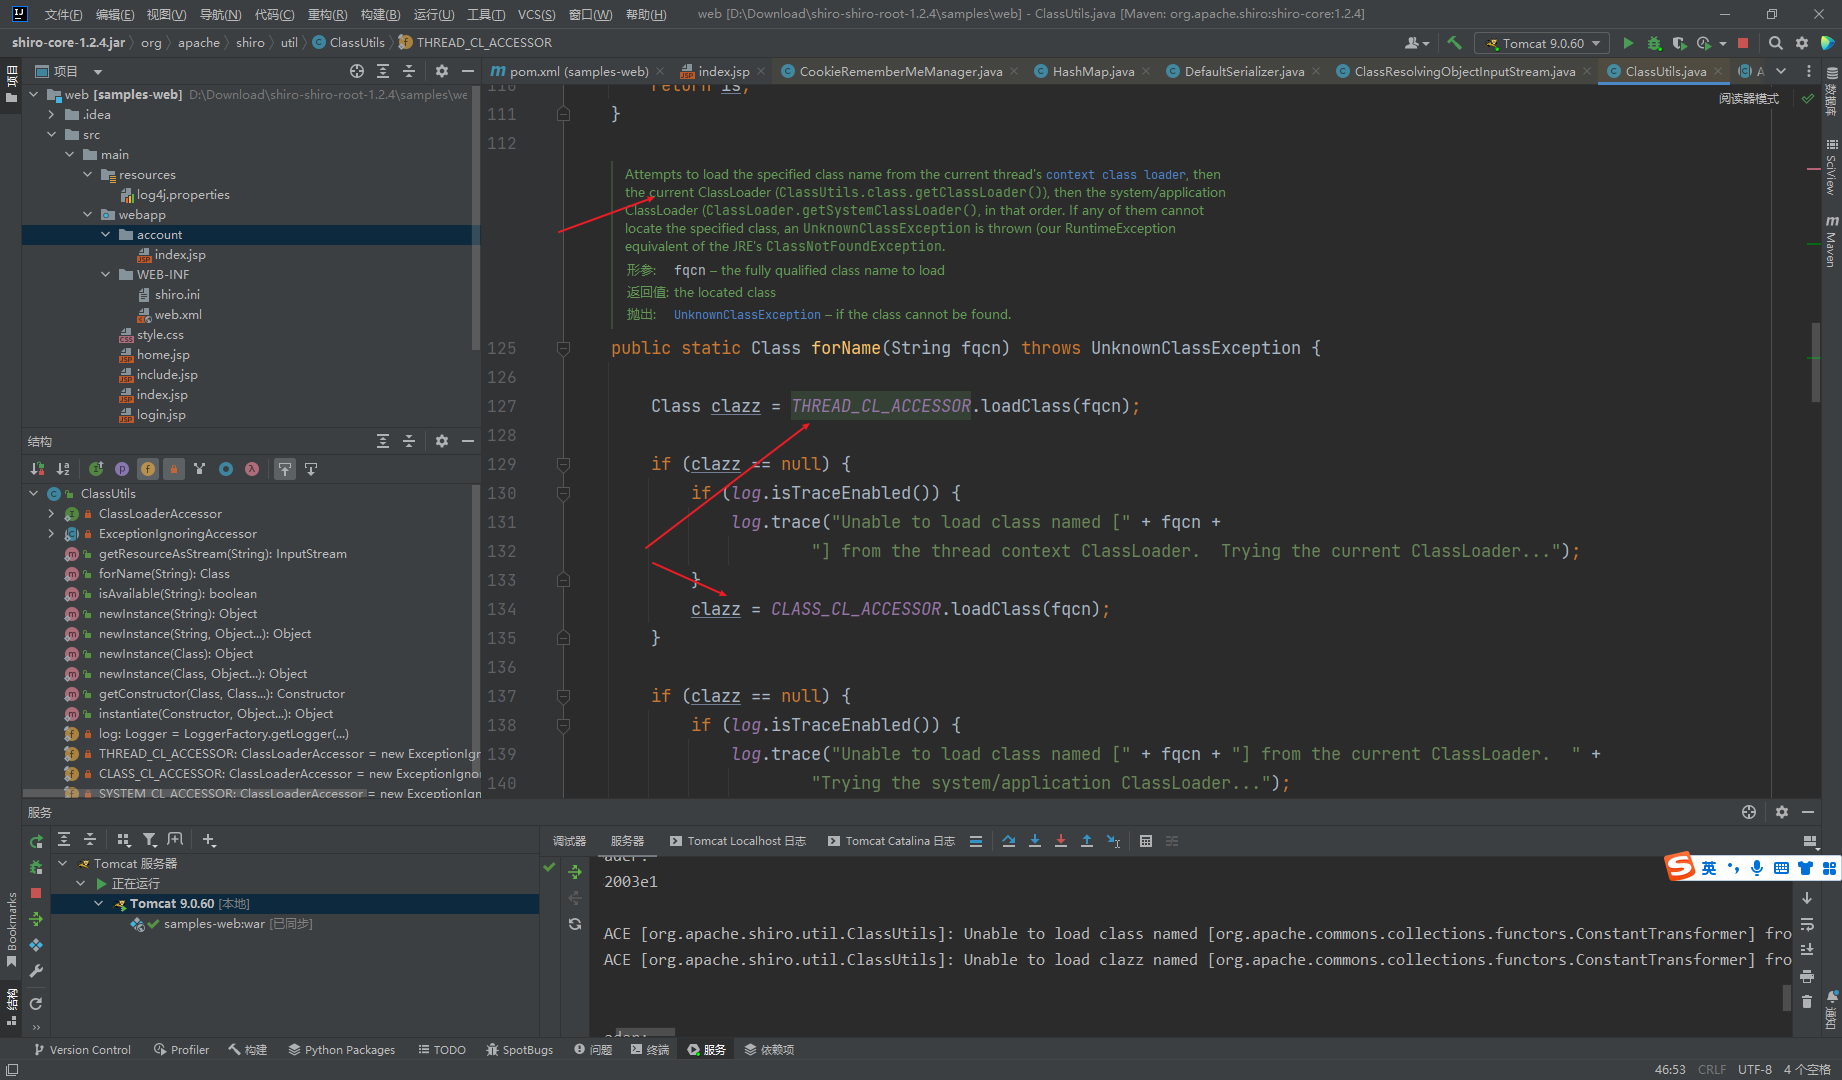 文件(F) 编辑(E) 视图(V) 导航(N) 代码(C) 重构(R) 构建(B) 运行(U) 工具(T) VCS(S) 窗口(W) 帮助(H) web [D:\Download\shiro-shiro-root-1.2.4\samples\web] - ClassUtils.java [Maven: org.apache.shiro:shiro-core:1.2.4]
shiro-core-1.2.4.jar org apache shiro util ClassUtils THREAD_CL_ACCESSOR Tomcat 9.0.60
项目
项目
pom.xml (samples-web) index.jsp CookieRememberMeManager.java HashMap.java DefaultSerializer.java ClassResolvingObjectInputStream.java ClassUtils.java A
web [samples-web] D:\Download\shiro-shiro-root-1.2.4\samples\we
.idea
src
main
resources
log4j.properties
webapp
account
index.jsp
WEB-INF
shiro.ini
web.xml
style.css
home.jsp
include.jsp
index.jsp
login.jsp
结构
ClassUtils
ClassLoaderAccessor
ExceptionIgnoringAccessor
getResourceAsStream(String): InputStream
forName(String): Class
isAvailable(String): boolean
newInstance(String): Object
newInstance(String, Object...): Object
newInstance(Class): Object
newInstance(Class, Object...): Object
getConstructor(Class, Class...): Constructor
instantiate(Constructor, Object...): Object
log: Logger = LoggerFactory.getLogger(...)
THREAD_CL_ACCESSOR: ClassLoaderAccessor = new ExceptionIgr
CLASS_CL_ACCESSOR: ClassLoaderAccessor = new ExceptionIgno
SYSTEM_CL_ACCESSOR: ClassLoaderAccessor = new ExceptionIgn
阅读器模式
110 return is;
111 }
112
Attempts to load the specified class name from the current thread's context class loader, then
the current ClassLoader (ClassUtils.class.getClassLoader()), then the system/application
ClassLoader (ClassLoader.getSystemClassLoader(), in that order. If any of them cannot
locate the specified class, an UnknownClassException is thrown (our RuntimeException
equivalent of the JRE's ClassNotFoundException.
形参: fqcn – the fully qualified class name to load
返回值: the located class
抛出: UnknownClassException – if the class cannot be found.
125 public static Class forName(String fqcn) throws UnknownClassException {
126
127 Class clazz = THREAD_CL_ACCESSOR.loadClass(fqcn);
128
129 if (clazz == null) {
130 if (log.isTraceEnabled()) {
131 log.trace("Unable to load class named [" + fqcn +
132 "] from the thread context ClassLoader.  Trying the current ClassLoader...");
133 }
134 clazz = CLASS_CL_ACCESSOR.loadClass(fqcn);
135 }
136
137 if (clazz == null) {
138 if (log.isTraceEnabled()) {
139 log.trace("Unable to load class named [" + fqcn + "] from the current ClassLoader.  " +
140 "Trying the system/application ClassLoader...");
数据库
SciView
Maven
通知
Bookmarks
结构
服务
Tomcat 服务器
正在运行
Tomcat 9.0.60 [本地]
samples-web:war [已同步]
调试器 服务器 Tomcat Localhost 日志 Tomcat Catalina 日志
ader.
2003e1
ACE [org.apache.shiro.util.ClassUtils]: Unable to load class named [org.apache.commons.collections.functors.ConstantTransformer] fro
ACE [org.apache.shiro.util.ClassUtils]: Unable to load clazz named [org.apache.commons.collections.functors.ConstantTransformer] fro
英
Version Control Profiler 构建 Python Packages TODO SpotBugs 问题 终端 服务 依赖项
46:53 CRLF UTF-8 4 个空格